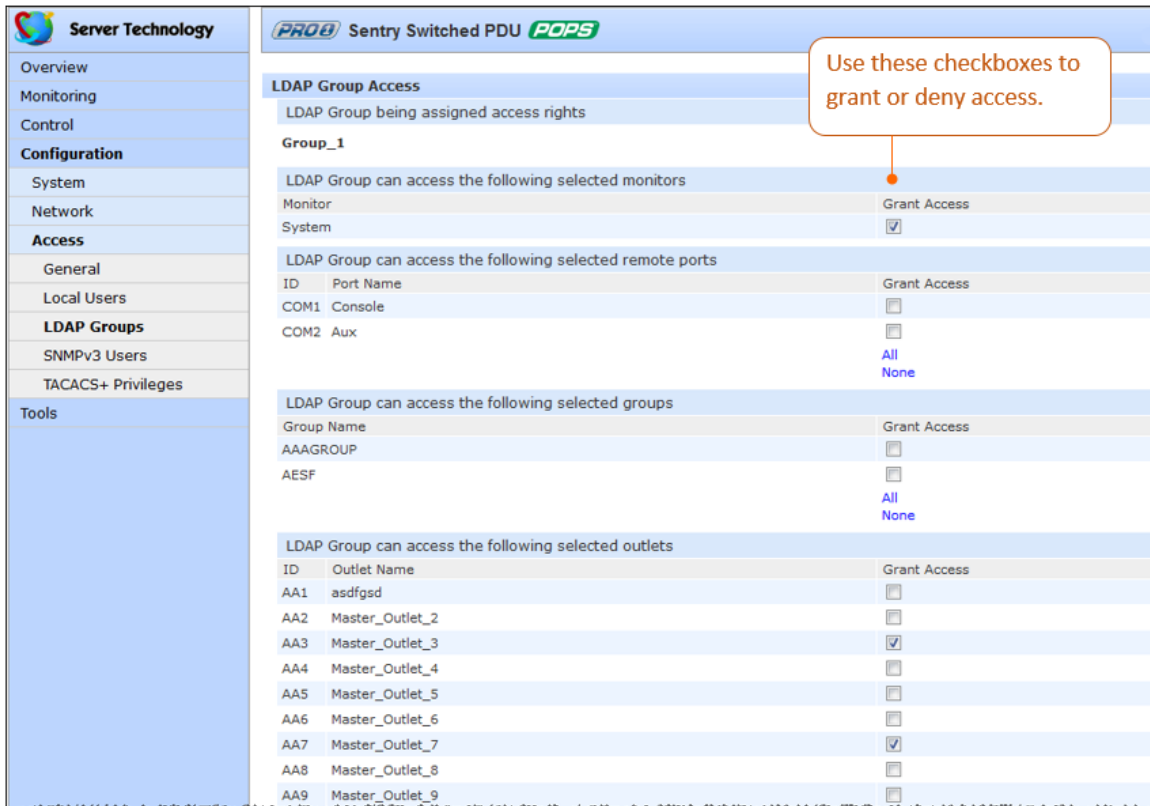 Server Technology
PRO2 Sentry Switched PDU POPS
Use these checkboxes to
grant or deny access.
Overview
Monitoring
Control
Configuration
System
Network
Access
General
Local Users
LDAP Groups
SNMPv3 Users
TACACS+ Privileges
Tools
LDAP Group Access
LDAP Group being assigned access rights
Group_1
LDAP Group can access the following selected monitors
Monitor Grant Access
System
LDAP Group can access the following selected remote ports
ID Port Name Grant Access
COM1 Console
COM2 Aux
All
None
LDAP Group can access the following selected groups
Group Name Grant Access
AAAGROUP
AESF
All
None
LDAP Group can access the following selected outlets
ID Outlet Name Grant Access
AA1 asdfgsd
AA2 Master_Outlet_2
AA3 Master_Outlet_3
AA4 Master_Outlet_4
AA5 Master_Outlet_5
AA6 Master_Outlet_6
AA7 Master_Outlet_7
AA8 Master_Outlet_8
AA9 Master_Outlet_9